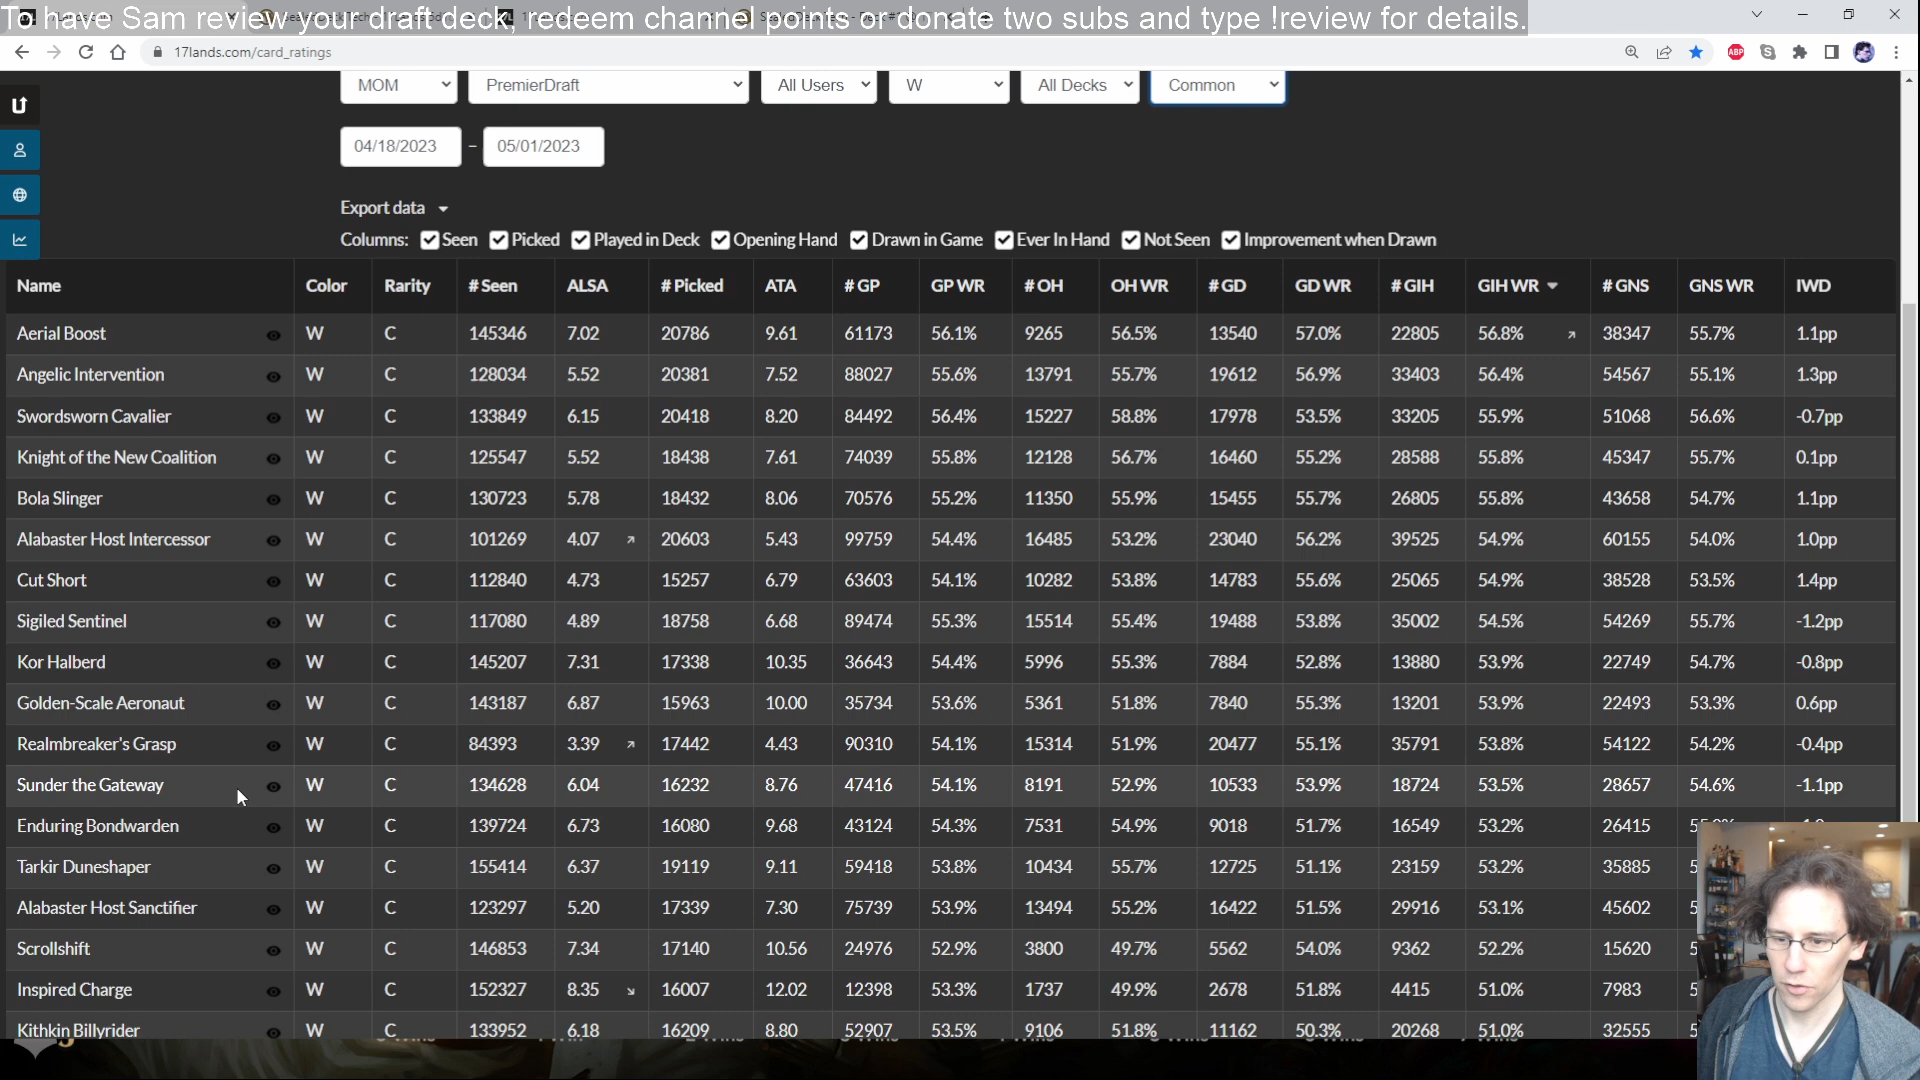 To have Sam review your draft deck, redeem channel points or donate two subs and type !review for details.
17lands.com/card_ratings
ABP
MOM PremierDraft All Users W All Decks Common
04/18/2023 – 05/01/2023
Export data
Columns: Seen Picked Played in Deck Opening Hand Drawn in Game Ever In Hand Not Seen Improvement when Drawn
Name Color Rarity # Seen ALSA # Picked ATA # GP GP WR # OH OH WR # GD GD WR # GIH GIH WR # GNS GNS WR IWD
Aerial Boost W C 145346 7.02 20786 9.61 61173 56.1% 9265 56.5% 13540 57.0% 22805 56.8% 38347 55.7% 1.1pp
Angelic Intervention W C 128034 5.52 20381 7.52 88027 55.6% 13791 55.7% 19612 56.9% 33403 56.4% 54567 55.1% 1.3pp
Swordsworn Cavalier W C 133849 6.15 20418 8.20 84492 56.4% 15227 58.8% 17978 53.5% 33205 55.9% 51068 56.6% -0.7pp
Knight of the New Coalition W C 125547 5.52 18438 7.61 74039 55.8% 12128 56.7% 16460 55.2% 28588 55.8% 45347 55.7% 0.1pp
Bola Slinger W C 130723 5.78 18432 8.06 70576 55.2% 11350 55.9% 15455 55.7% 26805 55.8% 43658 54.7% 1.1pp
Alabaster Host Intercessor W C 101269 4.07 20603 5.43 99759 54.4% 16485 53.2% 23040 56.2% 39525 54.9% 60155 54.0% 1.0pp
Cut Short W C 112840 4.73 15257 6.79 63603 54.1% 10282 53.8% 14783 55.6% 25065 54.9% 38528 53.5% 1.4pp
Sigiled Sentinel W C 117080 4.89 18758 6.68 89474 55.3% 15514 55.4% 19488 53.8% 35002 54.5% 54269 55.7% -1.2pp
Kor Halberd W C 145207 7.31 17338 10.35 36643 54.4% 5996 55.3% 7884 52.8% 13880 53.9% 22749 54.7% -0.8pp
Golden-Scale Aeronaut W C 143187 6.87 15963 10.00 35734 53.6% 5361 51.8% 7840 55.3% 13201 53.9% 22493 53.3% 0.6pp
Realmbreaker's Grasp W C 84393 3.39 17442 4.43 90310 54.1% 15314 51.9% 20477 55.1% 35791 53.8% 54122 54.2% -0.4pp
Sunder the Gateway W C 134628 6.04 16232 8.76 47416 54.1% 8191 52.9% 10533 53.9% 18724 53.5% 28657 54.6% -1.1pp
Enduring Bondwarden W C 139724 6.73 16080 9.68 43124 54.3% 7531 54.9% 9018 51.7% 16549 53.2% 26415
Tarkir Duneshaper W C 155414 6.37 19119 9.11 59418 53.8% 10434 55.7% 12725 51.1% 23159 53.2% 35885
Alabaster Host Sanctifier W C 123297 5.20 17339 7.30 75739 53.9% 13494 55.2% 16422 51.5% 29916 53.1% 45602
Scrollshift W C 146853 7.34 17140 10.56 24976 52.9% 3800 49.7% 5562 54.0% 9362 52.2% 15620
Inspired Charge W C 152327 8.35 16007 12.02 12398 53.3% 1737 49.9% 2678 51.8% 4415 51.0% 7983
Kithkin Billyrider W C 133952 6.18 16209 8.80 52907 53.5% 9106 51.8% 11162 50.3% 20268 51.0% 32555